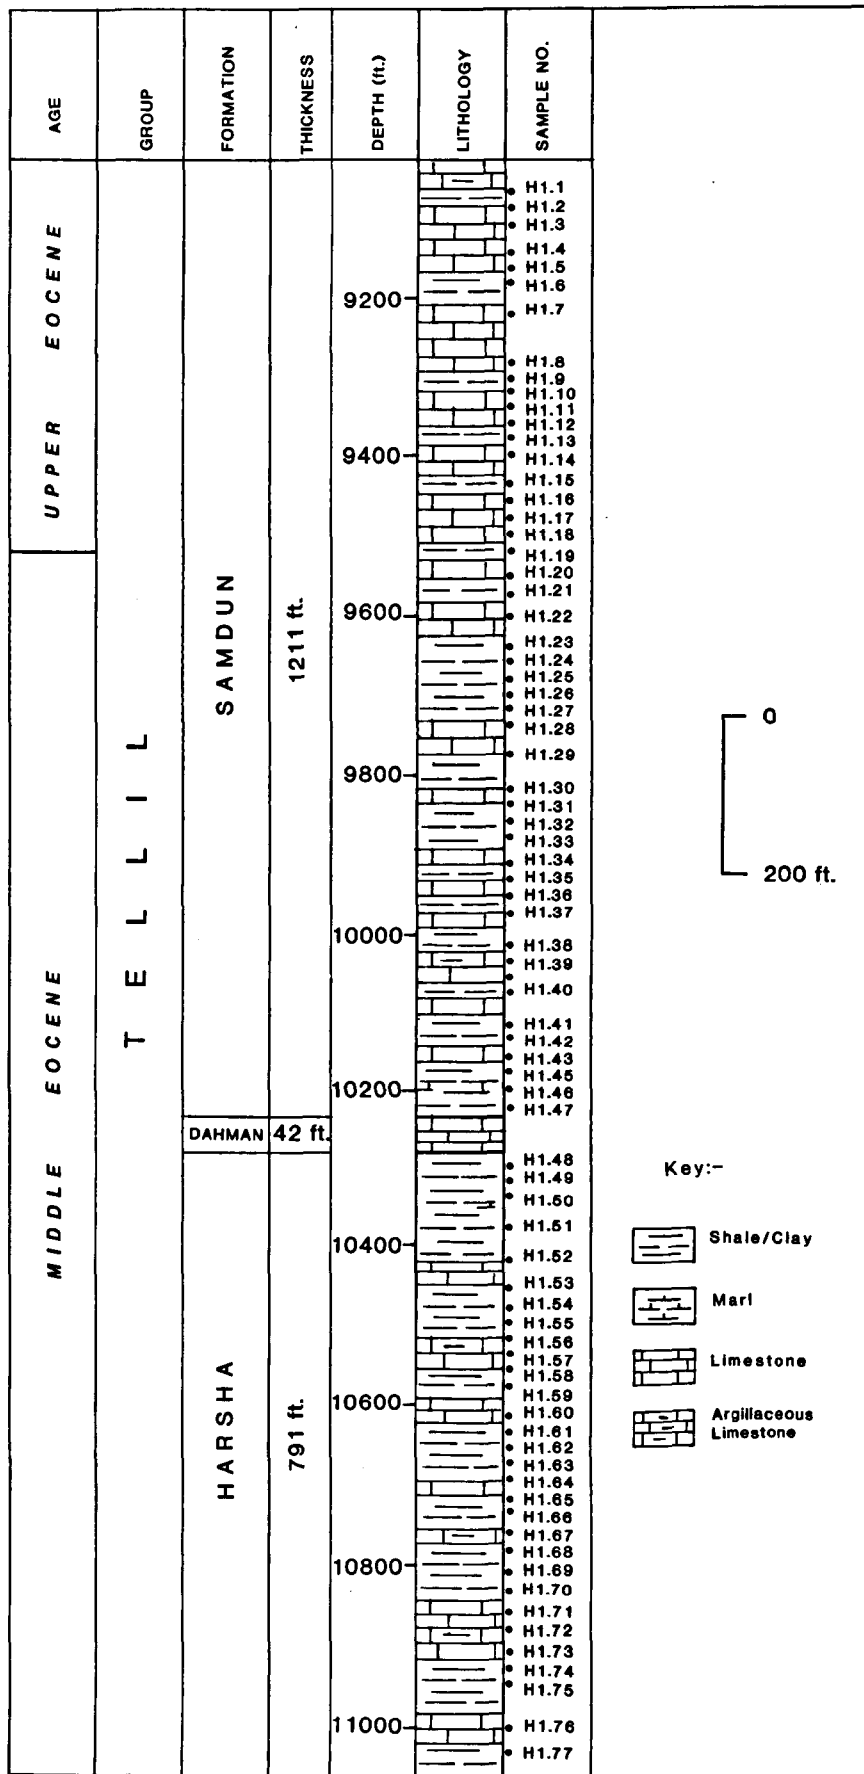 AGE
GROUP
FORMATION
THICKNESS
DEPTH (ft.)
LITHOLOGY
SAMPLE NO.
UPPER EOCENE
MIDDLE EOCENE
TELLIL
SAMDUN
1211 ft.
DAHMAN
42 ft.
HARSHA
791 ft.
9200
9400
9600
9800
10000
10200
10400
10600
10800
11000
H1.1
H1.2
H1.3
H1.4
H1.5
H1.6
H1.7
H1.8
H1.9
H1.10
H1.11
H1.12
H1.13
H1.14
H1.15
H1.16
H1.17
H1.18
H1.19
H1.20
H1.21
H1.22
H1.23
H1.24
H1.25
H1.26
H1.27
H1.28
H1.29
H1.30
H1.31
H1.32
H1.33
H1.34
H1.35
H1.36
H1.37
H1.38
H1.39
H1.40
H1.41
H1.42
H1.43
H1.45
H1.46
H1.47
H1.48
H1.49
H1.50
H1.51
H1.52
H1.53
H1.54
H1.55
H1.56
H1.57
H1.58
H1.59
H1.60
H1.61
H1.62
H1.63
H1.64
H1.65
H1.66
H1.67
H1.68
H1.69
H1.70
H1.71
H1.72
H1.73
H1.74
H1.75
H1.76
H1.77
0
200 ft.
Key:-
Shale/Clay
Marl
Limestone
Argillaceous
Limestone